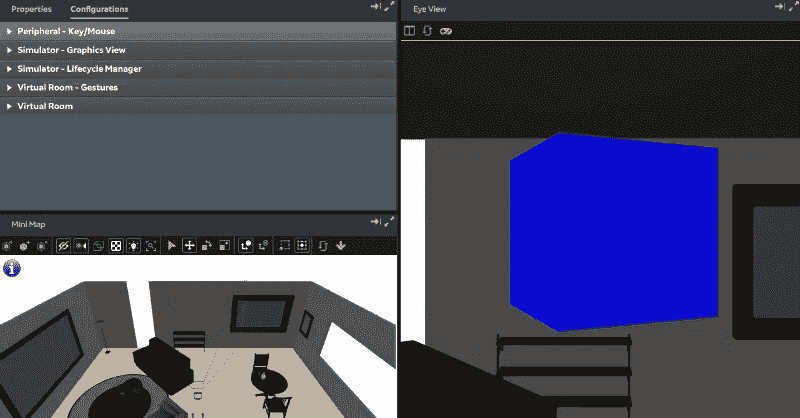 Properties
Configurations
Peripheral - Key/Mouse
Simulator - Graphics View
Simulator - Lifecycle Manager
Virtual Room - Gestures
Virtual Room
Mini Map
Eye View